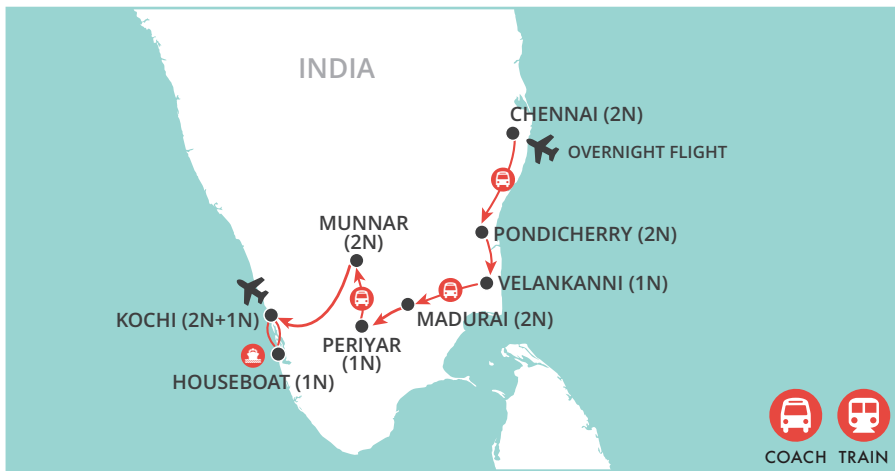 INDIA
CHENNAI (2N)
OVERNIGHT FLIGHT
PONDICHERRY (2N)
VELANKANNI (1N)
MADURAI (2N)
PERIYAR
(1N)
MUNNAR
(2N)
KOCHI (2N+1N)
HOUSEBOAT (1N)
COACH
TRAIN